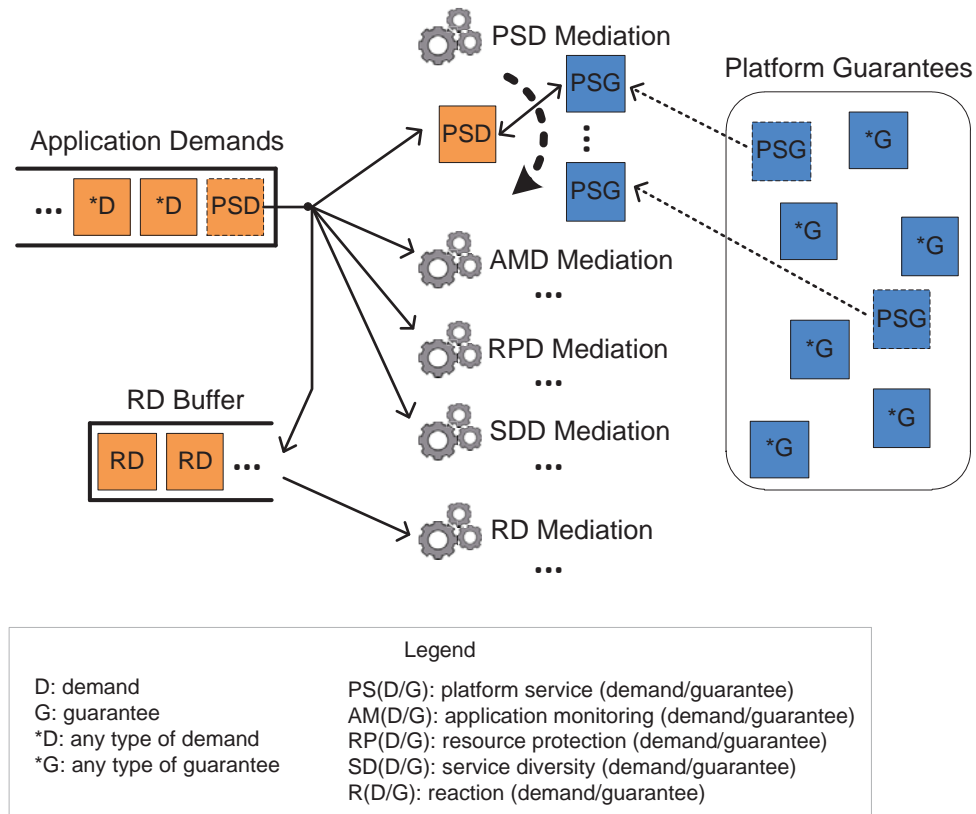 PSD Mediation
Platform Guarantees
Application Demands
... *D *D PSD
PSD
PSG
...
PSG
PSG
*G
*G
*G
PSG
*G
*G
*G
AMD Mediation
...
RPD Mediation
...
SDD Mediation
...
RD Buffer
RD RD ...
RD Mediation
...
Legend
D: demand
G: guarantee
*D: any type of demand
*G: any type of guarantee
PS(D/G): platform service (demand/guarantee)
AM(D/G): application monitoring (demand/guarantee)
RP(D/G): resource protection (demand/guarantee)
SD(D/G): service diversity (demand/guarantee)
R(D/G): reaction (demand/guarantee)